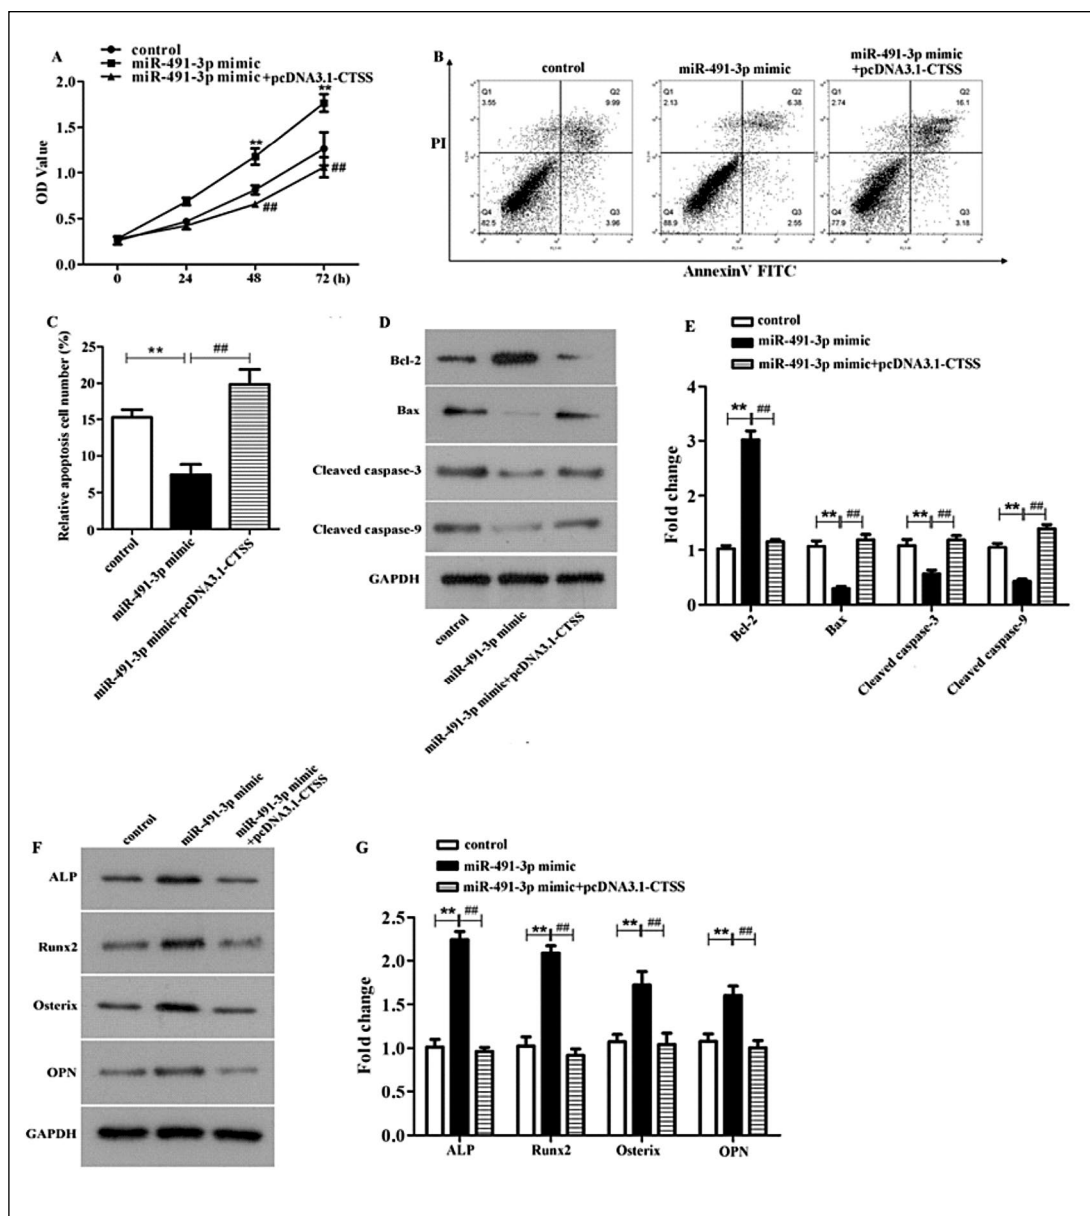 A
control
miR-491-3p mimic
miR-491-3p mimic+pcDNA3.1-CTSS
OD Value
2.0
1.5
1.0
0.5
0.0
0
24
48
72 (h)
**
**
##
##
B
control
miR-491-3p mimic
miR-491-3p mimic
+pcDNA3.1-CTSS
PI
Q1
3.55
Q2
9.99
Q4
82.5
Q3
3.96
Q1
2.13
Q2
6.38
Q4
88.9
Q3
2.55
Q1
2.74
Q2
16.1
Q4
77.9
Q3
3.18
AnnexinV FITC
C
Relative apoptosis cell number (%)
25
20
15
10
5
0
**
##
control
miR-491-3p mimic
miR-491-3p mimic+pcDNA3.1-CTSS
D
Bcl-2
Bax
Cleaved caspase-3
Cleaved caspase-9
GAPDH
control
miR-491-3p mimic
miR-491-3p mimic+pcDNA3.1-CTSS
E
control
miR-491-3p mimic
miR-491-3p mimic+pcDNA3.1-CTSS
Fold change
4
3
2
1
0
** ##
** ##
** ##
** ##
Bcl-2
Bax
Cleaved caspase-3
Cleaved caspase-9
F
control
miR-491-3p mimic
miR-491-3p mimic
+pcDNA3.1-CTSS
ALP
Runx2
Osterix
OPN
GAPDH
G
control
miR-491-3p mimic
miR-491-3p mimic+pcDNA3.1-CTSS
Fold change
2.5
2.0
1.5
1.0
0.5
0.0
** ##
** ##
** ##
** ##
ALP
Runx2
Osterix
OPN